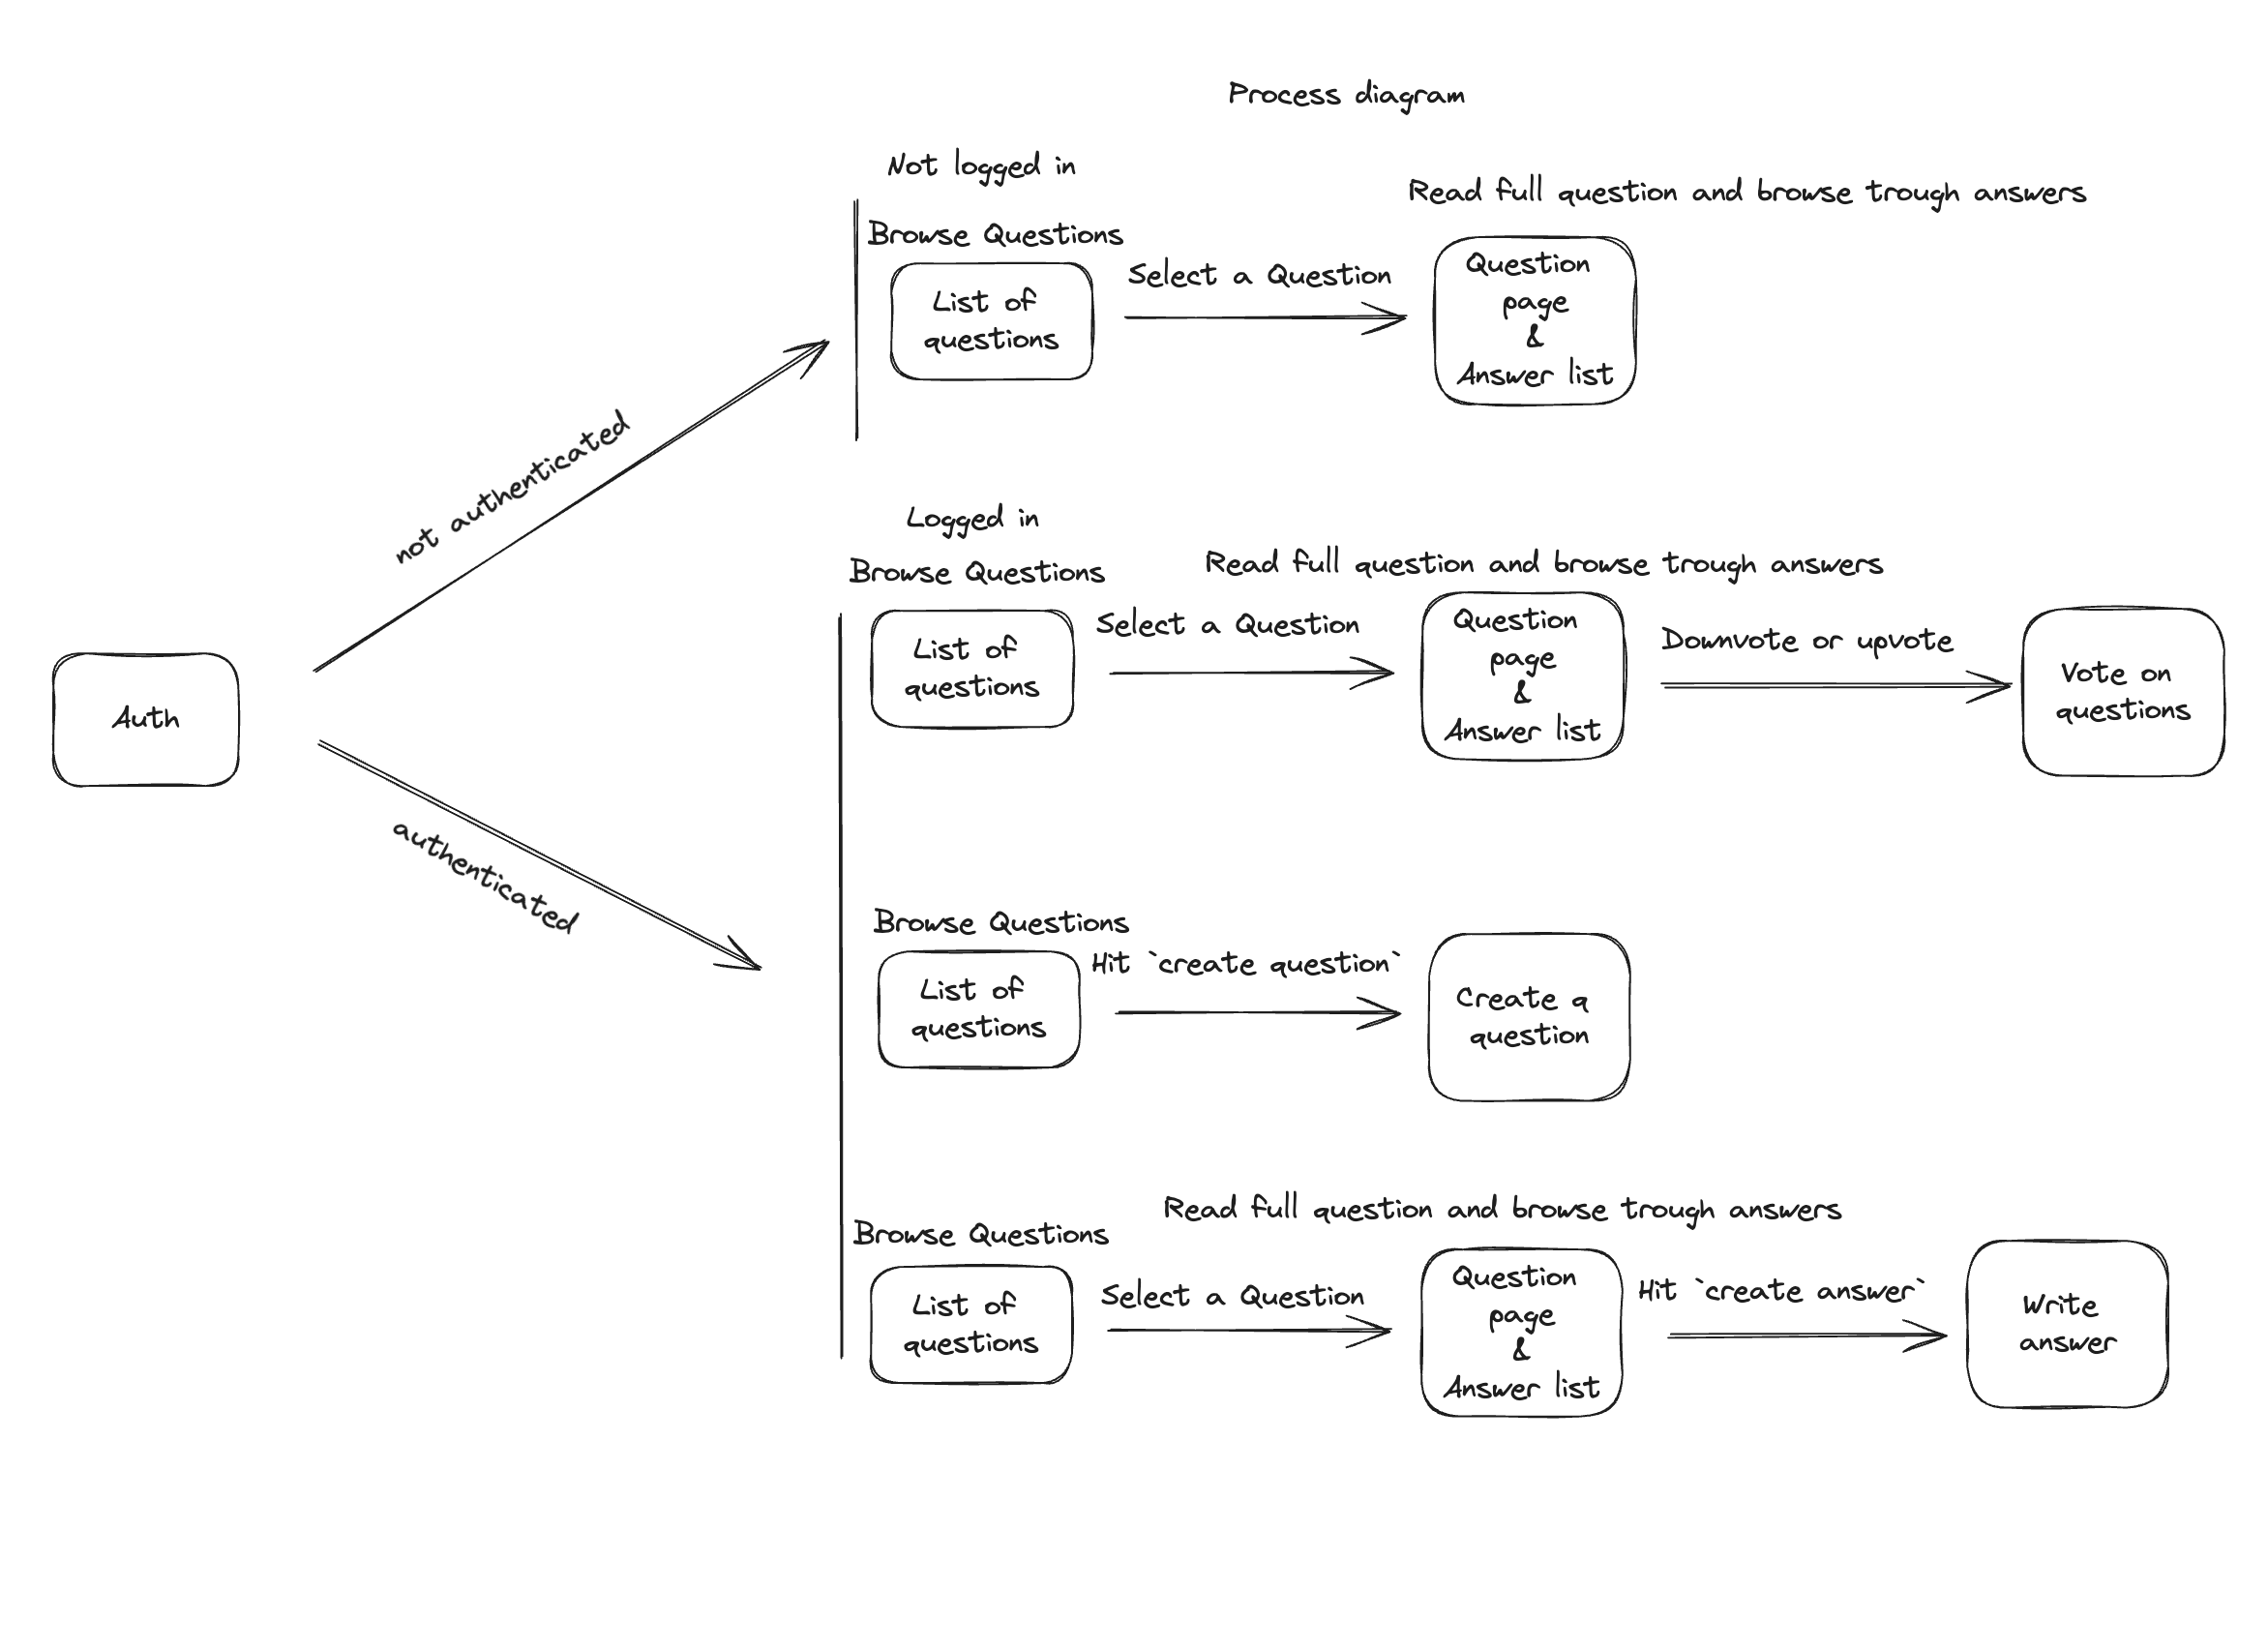 Process diagram
Not logged in
Read full question and browse trough answers
Browse Questions
Select a Question
List of
questions
Question
page
&
Answer list
not authenticated
Logged in
Browse Questions
Read full question and browse trough answers
Select a Question
List of
questions
Question
page
&
Answer list
Downvote or upvote
Vote on
questions
Auth
authenticated
Browse Questions
Hit `create question`
List of
questions
Create q
question
Read full question and browse trough answers
Browse Questions
Select a Question
List of
questions
Question
page
&
Answer list
Hit `create answer`
Write
answer